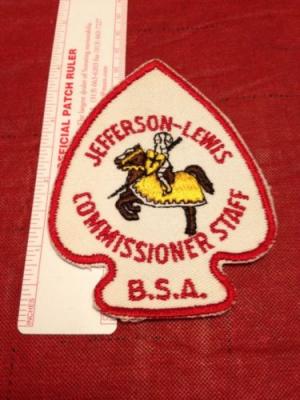 JEFFERSON-LEWIS
COMMISSIONER STAFF
B.S.A.
OFFICIAL PATCH RULER
INCHES